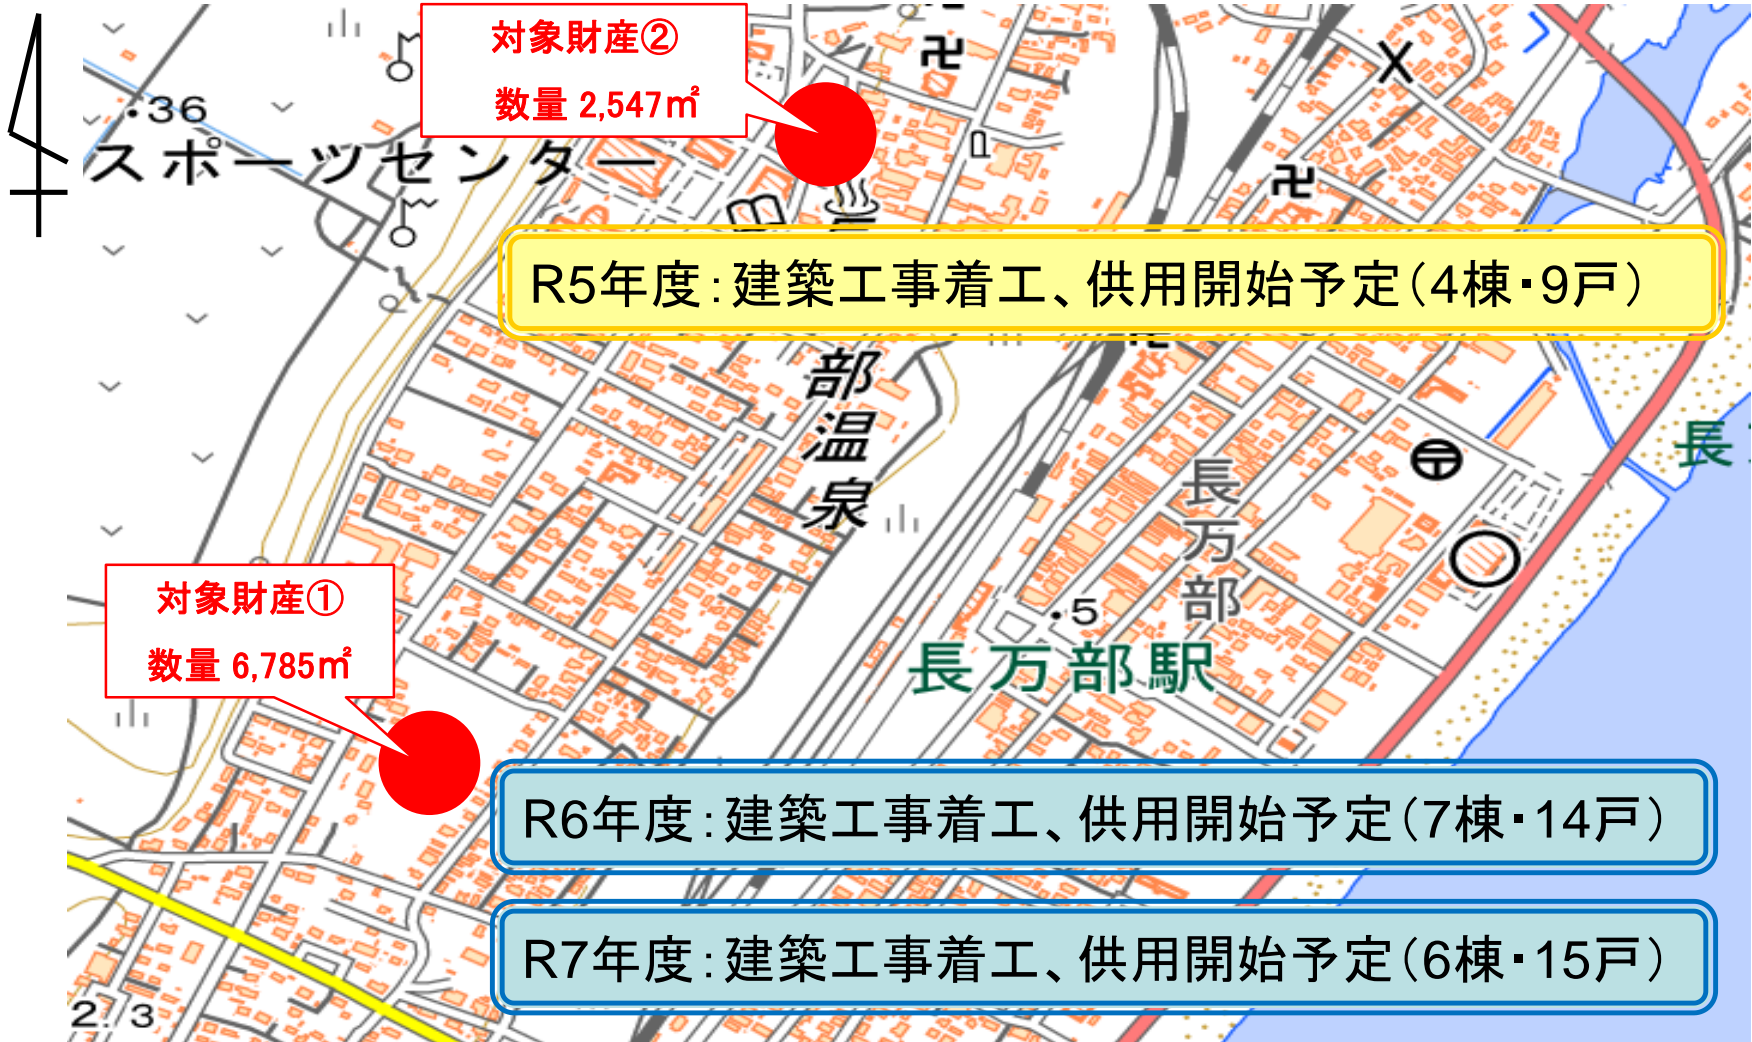 対象財産②
数量 2,547㎡
・36
スポーツセンター
R5年度：建築工事着工、供用開始予定（4棟・9戸）
部温泉
長万部
長
対象財産①
数量 6,785㎡
・5
長万部駅
R6年度：建築工事着工、供用開始予定（7棟・14戸）
R7年度：建築工事着工、供用開始予定（6棟・15戸）
2.3